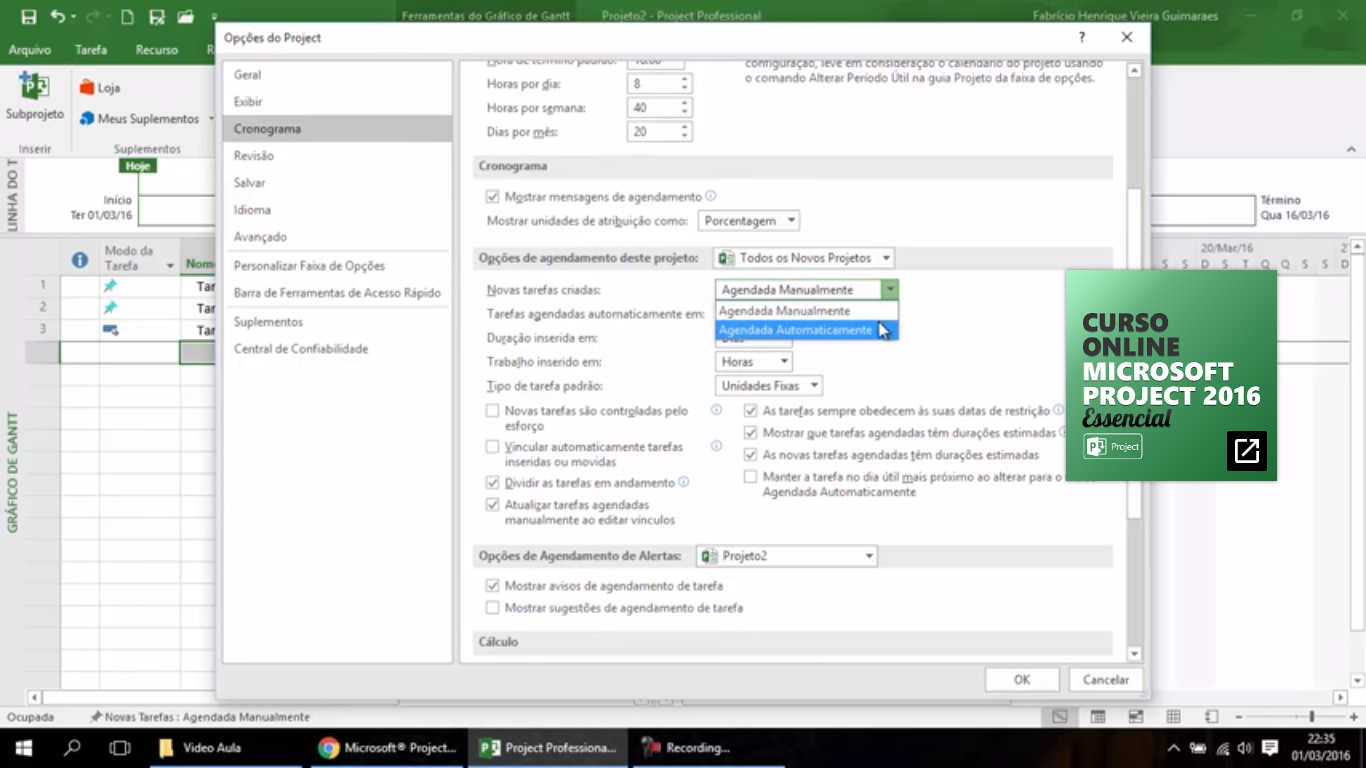 Ferramentas do Gráfico de Gantt
Projeto2 - Project Professional
Fabrício Henrique Vieira Guimaraes
Arquivo
Tarefa
Recurso
Opções do Project
?
Subprojeto
Loja
Meus Suplementos
Inserir
Suplementos
Hoje
LINHA DO T
Início
Ter 01/03/16
Término
Qua 16/03/16
Modo da
Tarefa
Nome
20/Mar/16
S S D T Q Q S S D
1 Tar
2 Tar
3 Tar
GRÁFICO DE GANTT
Geral
Exibir
Cronograma
Revisão
Salvar
Idioma
Avançado
Personalizar Faixa de Opções
Barra de Ferramentas de Acesso Rápido
Suplementos
Central de Confiabilidade
Hora de término padrão:
Horas por dia: 8
Horas por semana: 40
Dias por mês: 20
configuração, leve em consideração o calendário do projeto usando
o comando Alterar Período Útil na guia Projeto da faixa de opções.
Cronograma
Mostrar mensagens de agendamento
Mostrar unidades de atribuição como: Porcentagem
Opções de agendamento deste projeto: Todos os Novos Projetos
Novas tarefas criadas: Agendada Manualmente
Agendada Manualmente
Agendada Automaticamente
Tarefas agendadas automaticamente em:
Duração inserida em: Dias
Trabalho inserido em: Horas
Tipo de tarefa padrão: Unidades Fixas
Novas tarefas são controladas pelo
esforço
Vincular automaticamente tarefas
inseridas ou movidas
Dividir as tarefas em andamento
Atualizar tarefas agendadas
manualmente ao editar vínculos
As tarefas sempre obedecem às suas datas de restrição
Mostrar que tarefas agendadas têm durações estimadas
As novas tarefas agendadas têm durações estimadas
Manter a tarefa no dia útil mais próximo ao alterar para o
Agendada Automaticamente
Opções de Agendamento de Alertas: Projeto2
Mostrar avisos de agendamento de tarefa
Mostrar sugestões de agendamento de tarefa
Cálculo
OK
Cancelar
CURSO
ONLINE
MICROSOFT
PROJECT 2016
Essencial
Project
Ocupada
Novas Tarefas : Agendada Manualmente
Video Aula
Microsoft® Project...
Project Professiona...
Recording...
22:35
01/03/2016